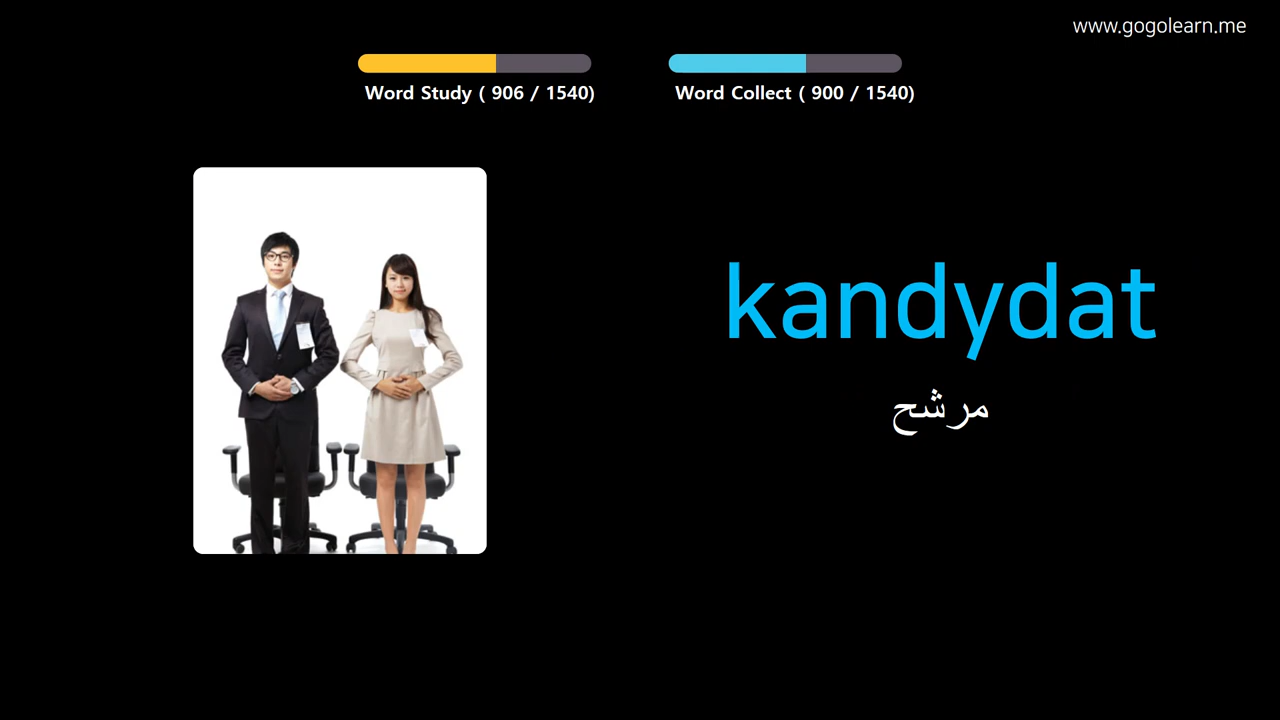 www.gogolearn.me
Word Study ( 906 / 1540)
Word Collect ( 900 / 1540)
kandydat
مرشح